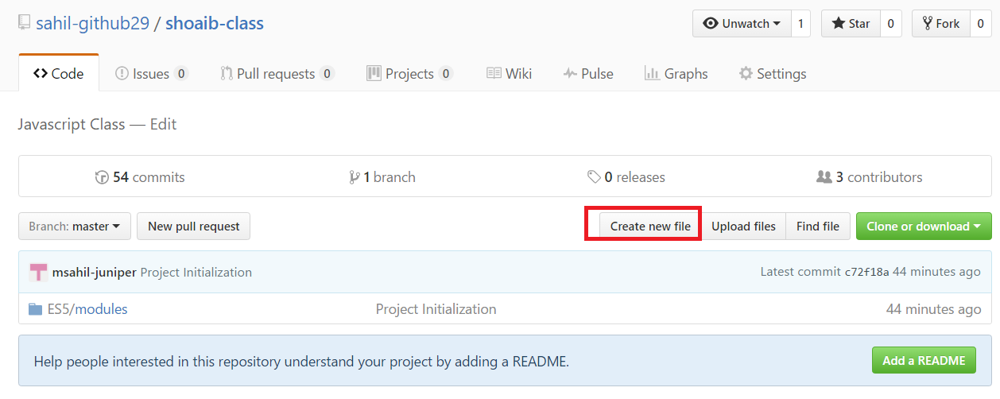 sahil-github29 / shoaib-class Unwatch 1 Star 0 Fork 0
Code Issues 0 Pull requests 0 Projects 0 Wiki Pulse Graphs Settings
Javascript Class — Edit
54 commits 1 branch 0 releases 3 contributors
Branch: master New pull request Create new file Upload files Find file Clone or download
msahil-juniper Project Initialization Latest commit c72f18a 44 minutes ago
ES5/modules Project Initialization 44 minutes ago
Help people interested in this repository understand your project by adding a README. Add a README